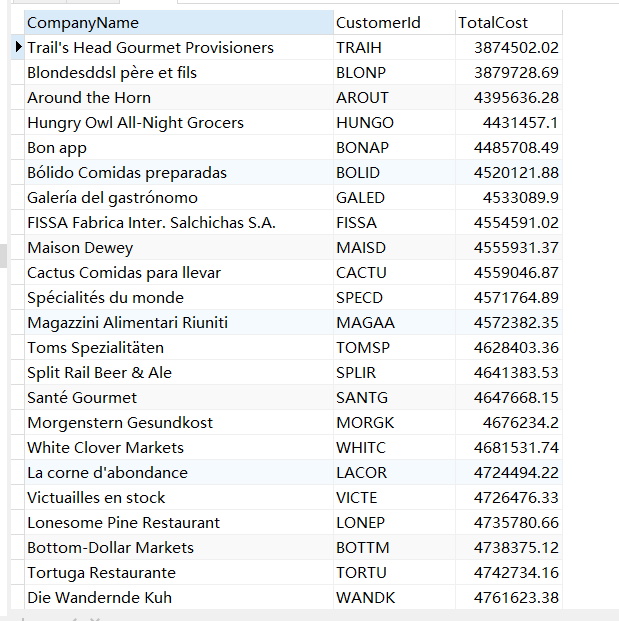 CompanyName CustomerId TotalCost
Trail's Head Gourmet Provisioners TRAIH 3874502.02
Blondesddsl père et fils BLONP 3879728.69
Around the Horn AROUT 4395636.28
Hungry Owl All-Night Grocers HUNGO 4431457.1
Bon app BONAP 4485708.49
Bólido Comidas preparadas BOLID 4520121.88
Galería del gastrónomo GALED 4533089.9
FISSA Fabrica Inter. Salchichas S.A. FISSA 4554591.02
Maison Dewey MAISD 4555931.37
Cactus Comidas para llevar CACTU 4559046.87
Spécialités du monde SPECD 4571764.89
Magazzini Alimentari Riuniti MAGAA 4572382.35
Toms Spezialitäten TOMSP 4628403.36
Split Rail Beer & Ale SPLIR 4641383.53
Santé Gourmet SANTG 4647668.15
Morgenstern Gesundkost MORGK 4676234.2
White Clover Markets WHITC 4681531.74
La corne d'abondance LACOR 4724494.22
Victuailles en stock VICTE 4726476.33
Lonesome Pine Restaurant LONEP 4735780.66
Bottom-Dollar Markets BOTTM 4738375.12
Tortuga Restaurante TORTU 4742734.16
Die Wandernde Kuh WANDK 4761623.38